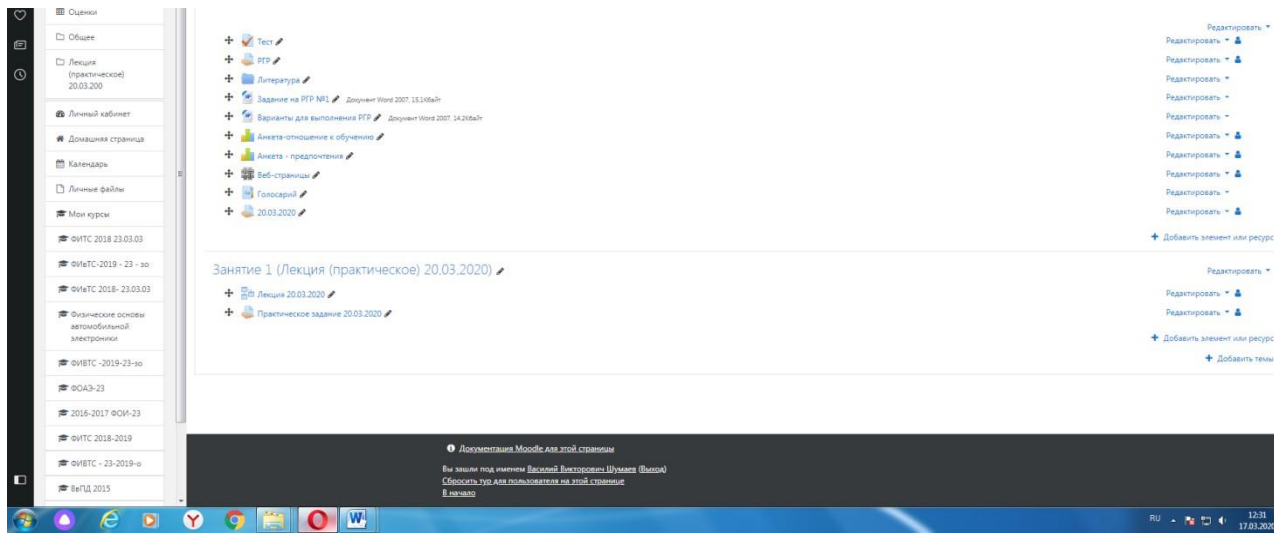 Оценки
Общее
Лекция
(практическое)
20.03.200
Личный кабинет
Домашняя страница
Календарь
Личные файлы
Мои курсы
ФИТС 2018 23.03.03
ФИвТС-2019 - 23 - зо
ФИвТС 2018- 23.03.03
Физические основы
автомобильной
электроники
ФИВТС -2019-23-зо
ФОАЭ-23
2016-2017 ФОИ-23
ФИТС 2018-2019
ФИВТС - 23-2019-о
ВвПД 2015
Редактировать
Тест Редактировать
РГР Редактировать
Литература Редактировать
Задание на РГР №1 Документ Word 2007, 15.1Кбайт Редактировать
Варианты для выполнения РГР Документ Word 2007, 14.2Кбайт Редактировать
Анкета-отношение к обучению Редактировать
Анкета - предпочтения Редактировать
Веб-страницы Редактировать
Голосарий Редактировать
20.03.2020 Редактировать
Добавить элемент или ресурс
Занятие 1 (Лекция (практическое) 20.03.2020) Редактировать
Лекция 20.03.2020 Редактировать
Практическое задание 20.03.2020 Редактировать
Добавить элемент или ресурс
Добавить темы
Документация Moodle для этой страницы
Вы зашли под именем Василий Викторович Шумаев (Выход)
Сбросить тур для пользователя на этой странице
В начало
RU
12:31
17.03.2020